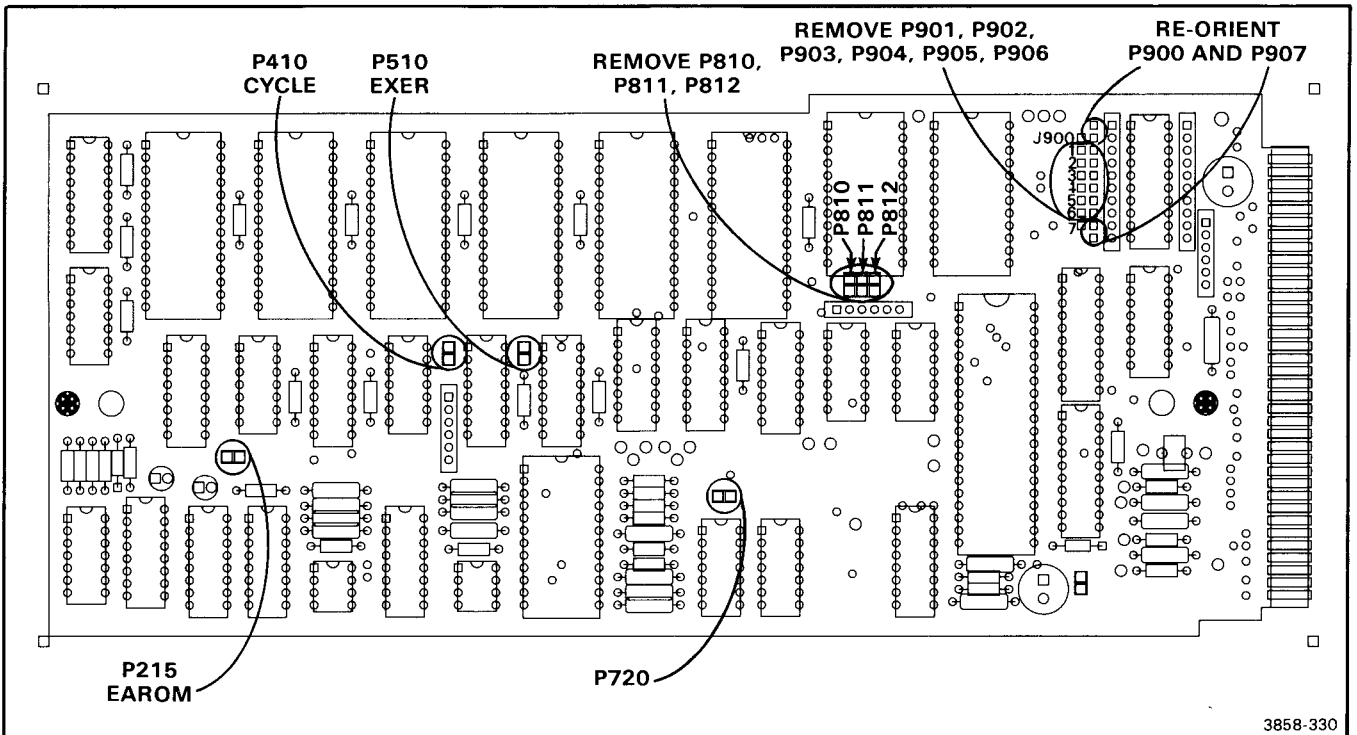 P410
CYCLE
P510
EXER
REMOVE P810,
P811, P812
REMOVE P901, P902,
P903, P904, P905, P906
RE-ORIENT
P900 AND P907
J900
1
2
3
1
5
6
7
P810
P811
P812
P215
EAROM
P720
3858-330